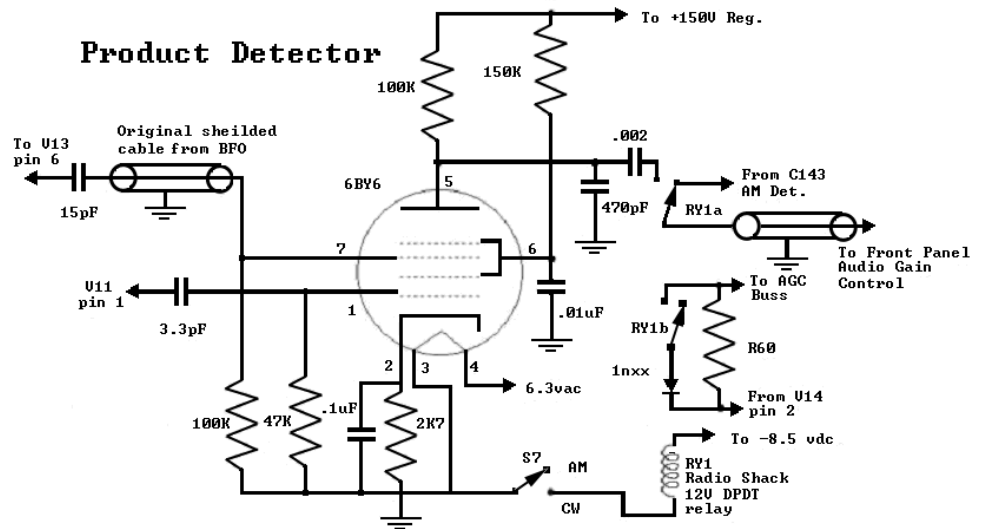 Product Detector
To +150V Reg.
100K
150K
Original sheilded
cable from BFO
To V13
pin 6
15pF
6BY6
5
.002
470pF
From C143
AM Det.
RY1a
To Front Panel
Audio Gain
Control
7
6
V11
pin 1
3.3pF
1
.01uF
To AGC
Buss
RY1b
R60
1nxx
From V14
pin 2
2
3
4
6.3vac
100K
47K
.1uF
2K7
S7
AM
CW
To -8.5 vdc
RY1
Radio Shack
12V DPDT
relay